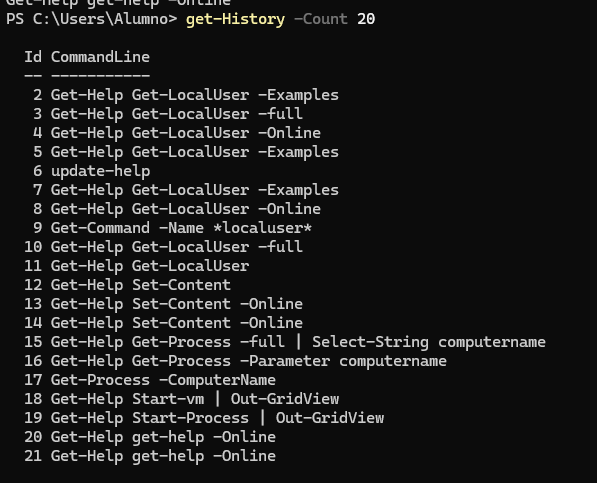 Get-Help get-help -Online
PS C:\Users\Alumno> get-History -Count 20
Id CommandLine
-- -----------
2 Get-Help Get-LocalUser -Examples
3 Get-Help Get-LocalUser -full
4 Get-Help Get-LocalUser -Online
5 Get-Help Get-LocalUser -Examples
6 update-help
7 Get-Help Get-LocalUser -Examples
8 Get-Help Get-LocalUser -Online
9 Get-Command -Name *localuser*
10 Get-Help Get-LocalUser -full
11 Get-Help Get-LocalUser
12 Get-Help Set-Content
13 Get-Help Set-Content -Online
14 Get-Help Set-Content -Online
15 Get-Help Get-Process -full | Select-String computername
16 Get-Help Get-Process -Parameter computername
17 Get-Process -ComputerName
18 Get-Help Start-vm | Out-GridView
19 Get-Help Start-Process | Out-GridView
20 Get-Help get-help -Online
21 Get-Help get-help -Online